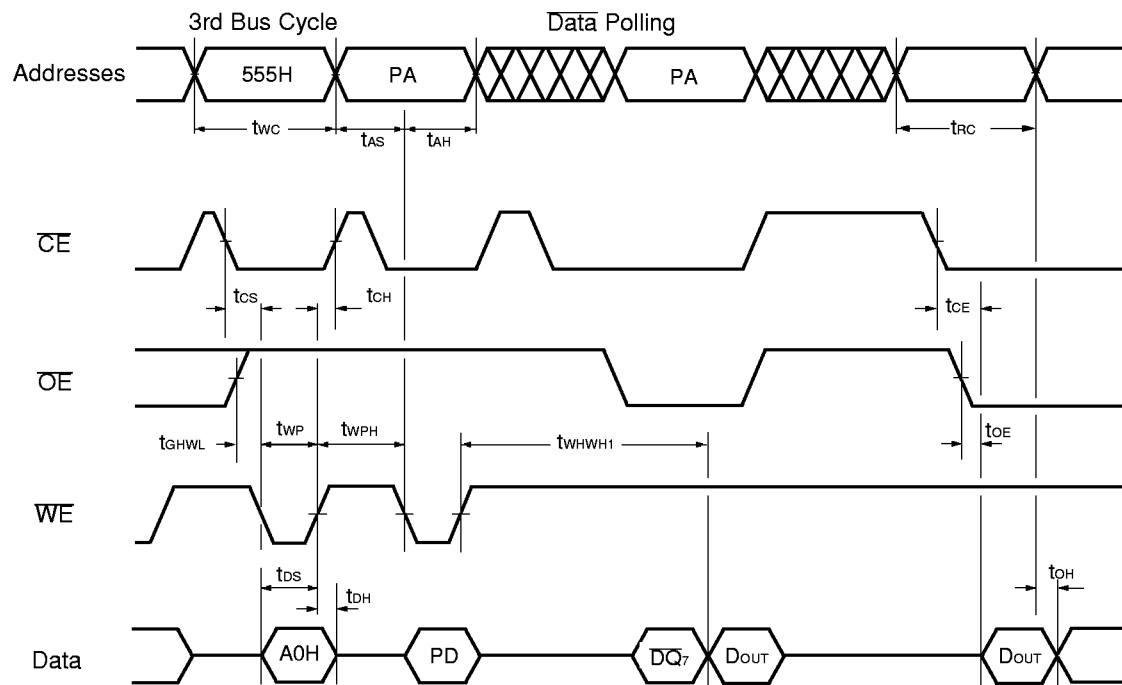 3rd Bus Cycle
Data Polling
Addresses
555H
PA
PA
tWC
tAS
tAH
tRC
CE
tCS
tCH
tCE
OE
tGHWL
tWP
tWPH
tWHWH1
tOE
WE
tDS
tDH
tOH
Data
A0H
PD
DQ7
DOUT
DOUT